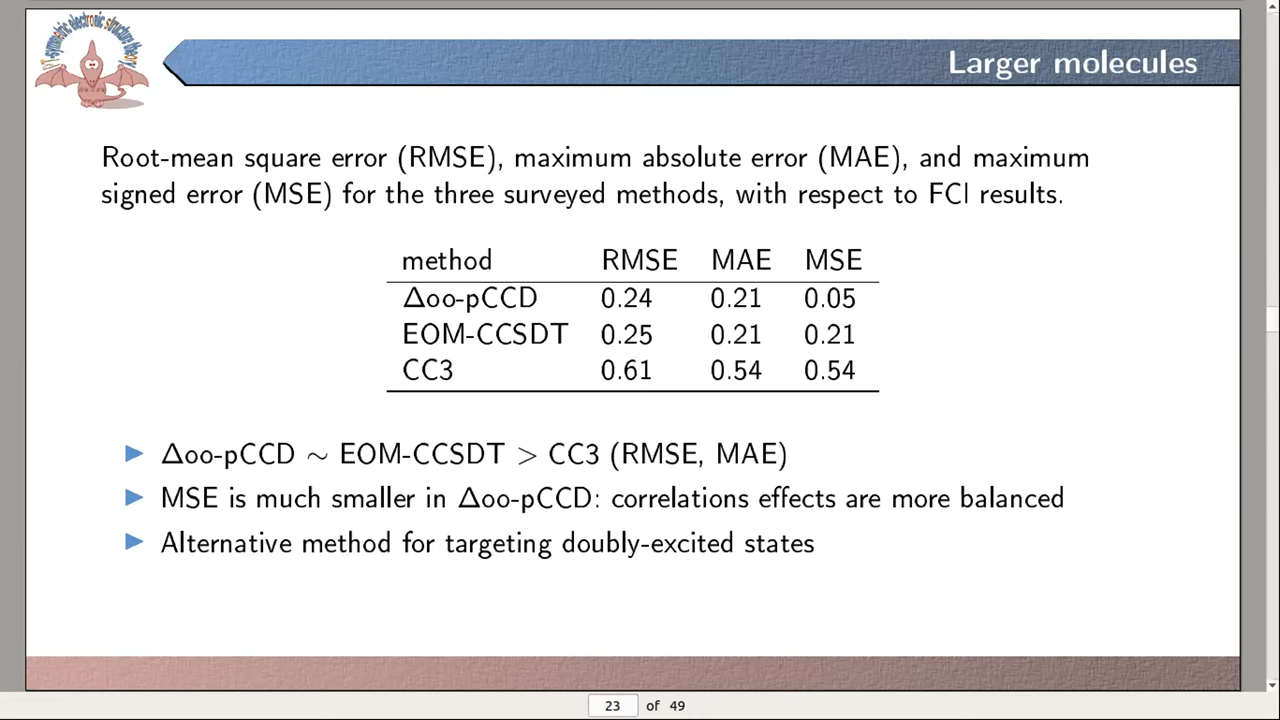 symmetric electronic structure the
Larger molecules
Root-mean square error (RMSE), maximum absolute error (MAE), and maximum
signed error (MSE) for the three surveyed methods, with respect to FCI results.
method RMSE MAE MSE
Δoo-pCCD 0.24 0.21 0.05
EOM-CCSDT 0.25 0.21 0.21
CC3 0.61 0.54 0.54
Δoo-pCCD ∼ EOM-CCSDT > CC3 (RMSE, MAE)
MSE is much smaller in Δoo-pCCD: correlations effects are more balanced
Alternative method for targeting doubly-excited states
23 of 49